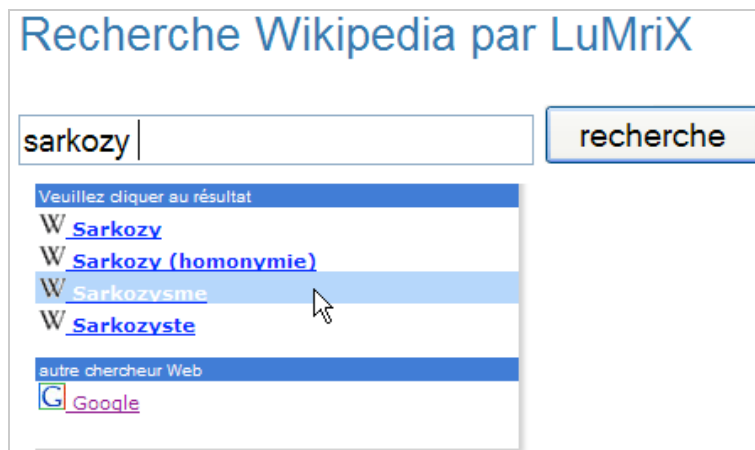 Recherche Wikipedia par LuMriX
sarkozy
recherche
Veuillez cliquer au résultat
W Sarkozy
W Sarkozy (homonymie)
W Sarkozysme
W Sarkozyste
autre chercheur Web
G Google